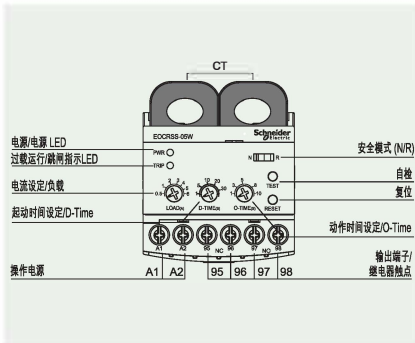 CT
EOCRSS-05W
Schneider
Electric
电源/电源 LED
过载运行/跳闸指示LED
电流设定/负载
起动时间设定/D-Time
操作电源
安全模式 (N/R)
自检
复位
动作时间设定/O-Time
输出端子/
继电器触点
PWR
TRIP
N R
TEST
RESET
LOAD(A)
D-TIME(s)
O-TIME(s)
A1 A2 95 96 97 98
NC NO
A1 A2 95 96 97 98